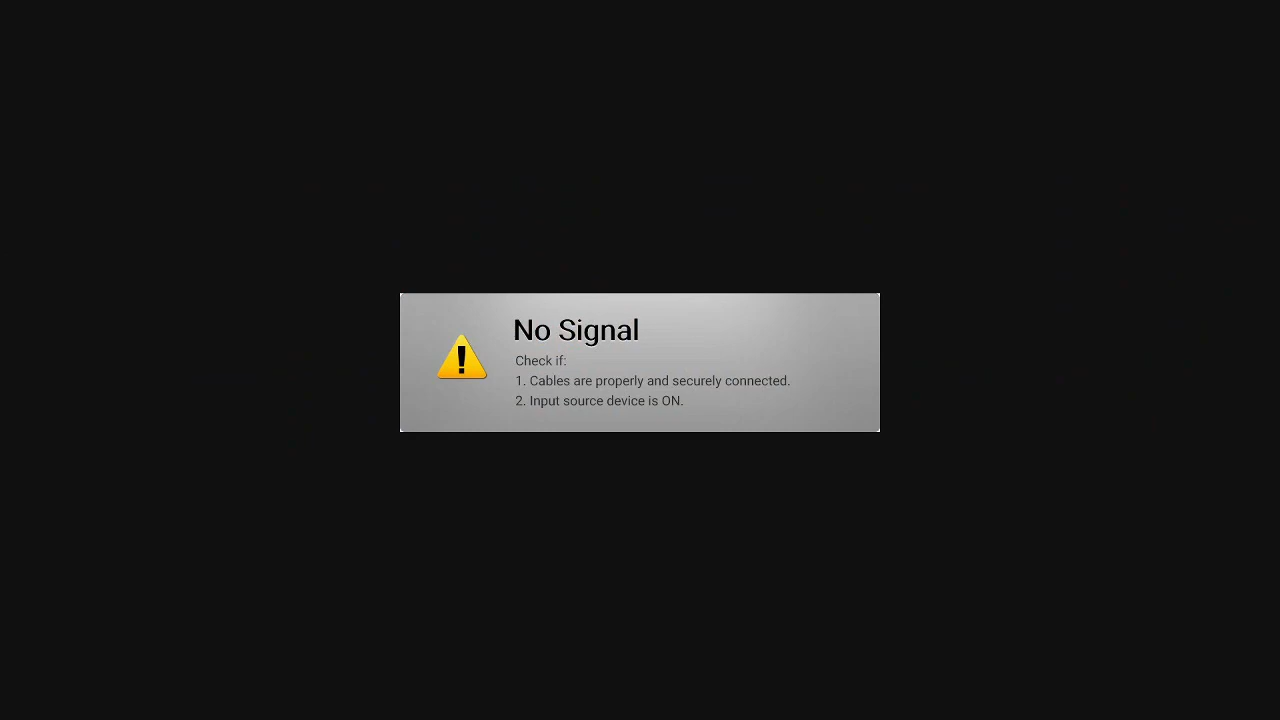 No Signal
Check if:
1. Cables are properly and securely connected.
2. Input source device is ON.